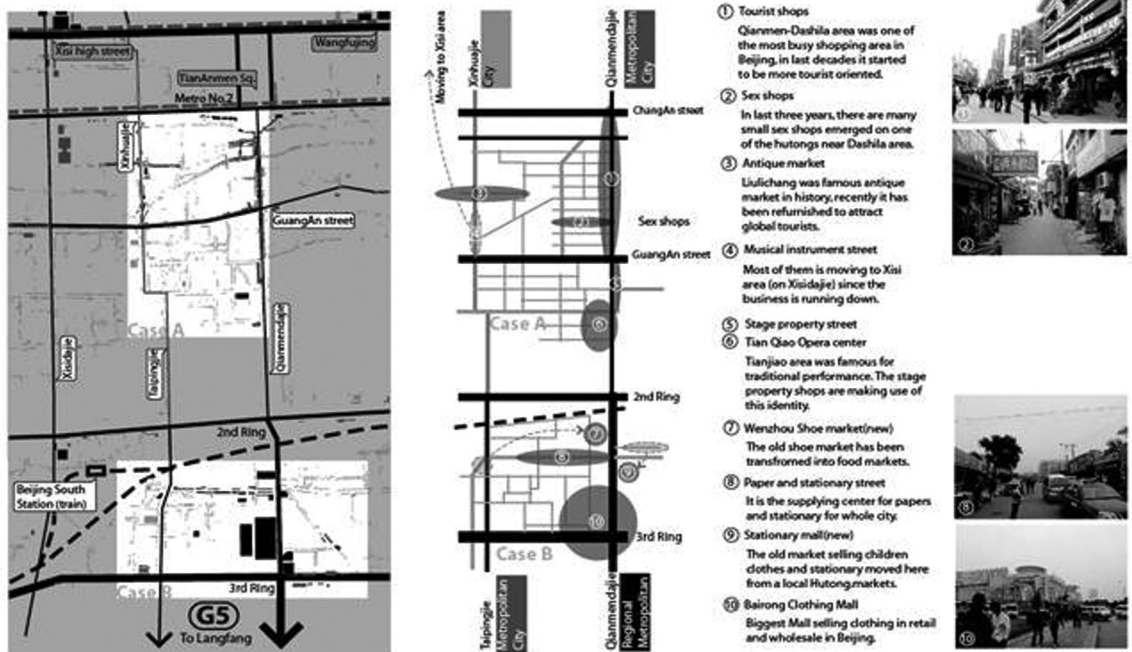 Xisi high street
Wangfujing
TianAnmen Sq.
Metro No.2
Xinhuajie
GuangAn street
Case A
Xisidajie
Taipingjie
Qianmendajie
2nd Ring
Beijing South
Station (train)
Case B
3rd Ring
G5
To Langfang
Moving to Xisi area
Xinhuajie
City
Qianmendajie
Metropolitan
City
ChangAn street
1
2
Sex shops
GuangAn street
Case A
6
2nd Ring
7
8
9
10
3rd Ring
Case B
Taipingjie
Metropolitan
City
Qianmendajie
Regional
Metropolitan
① Tourist shops
Qianmen-Dashila area was one of
the most busy shopping area in
Beijing, in last decades it started
to be more tourist oriented.
② Sex shops
In last three years, there are many
small sex shops emerged on one
of the hutongs near Dashila area.
③ Antique market
Liulichang was famous antique
market in history, recently it has
been refurnished to attract
global tourists.
④ Musical instrument street
Most of them is moving to Xisi
area (on Xisidajie) since the
business is running down.
⑤ Stage property street
⑥ Tian Qiao Opera center
Tianjiao area was famous for
traditional performance. The stage
property shops are making use of
this identity.
⑦ Wenzhou Shoe market(new)
The old shoe market has been
transfromed into food markets.
⑧ Paper and stationary street
It is the supplying center for papers
and stationary for whole city.
⑨ Stationary mall(new)
The old market selling children
clothes and stationary moved here
from a local Hutong.markets.
⑩ Bairong Clothing Mall
Biggest Mall selling clothing in retail
and wholesale in Beijing.
1
2
8
10